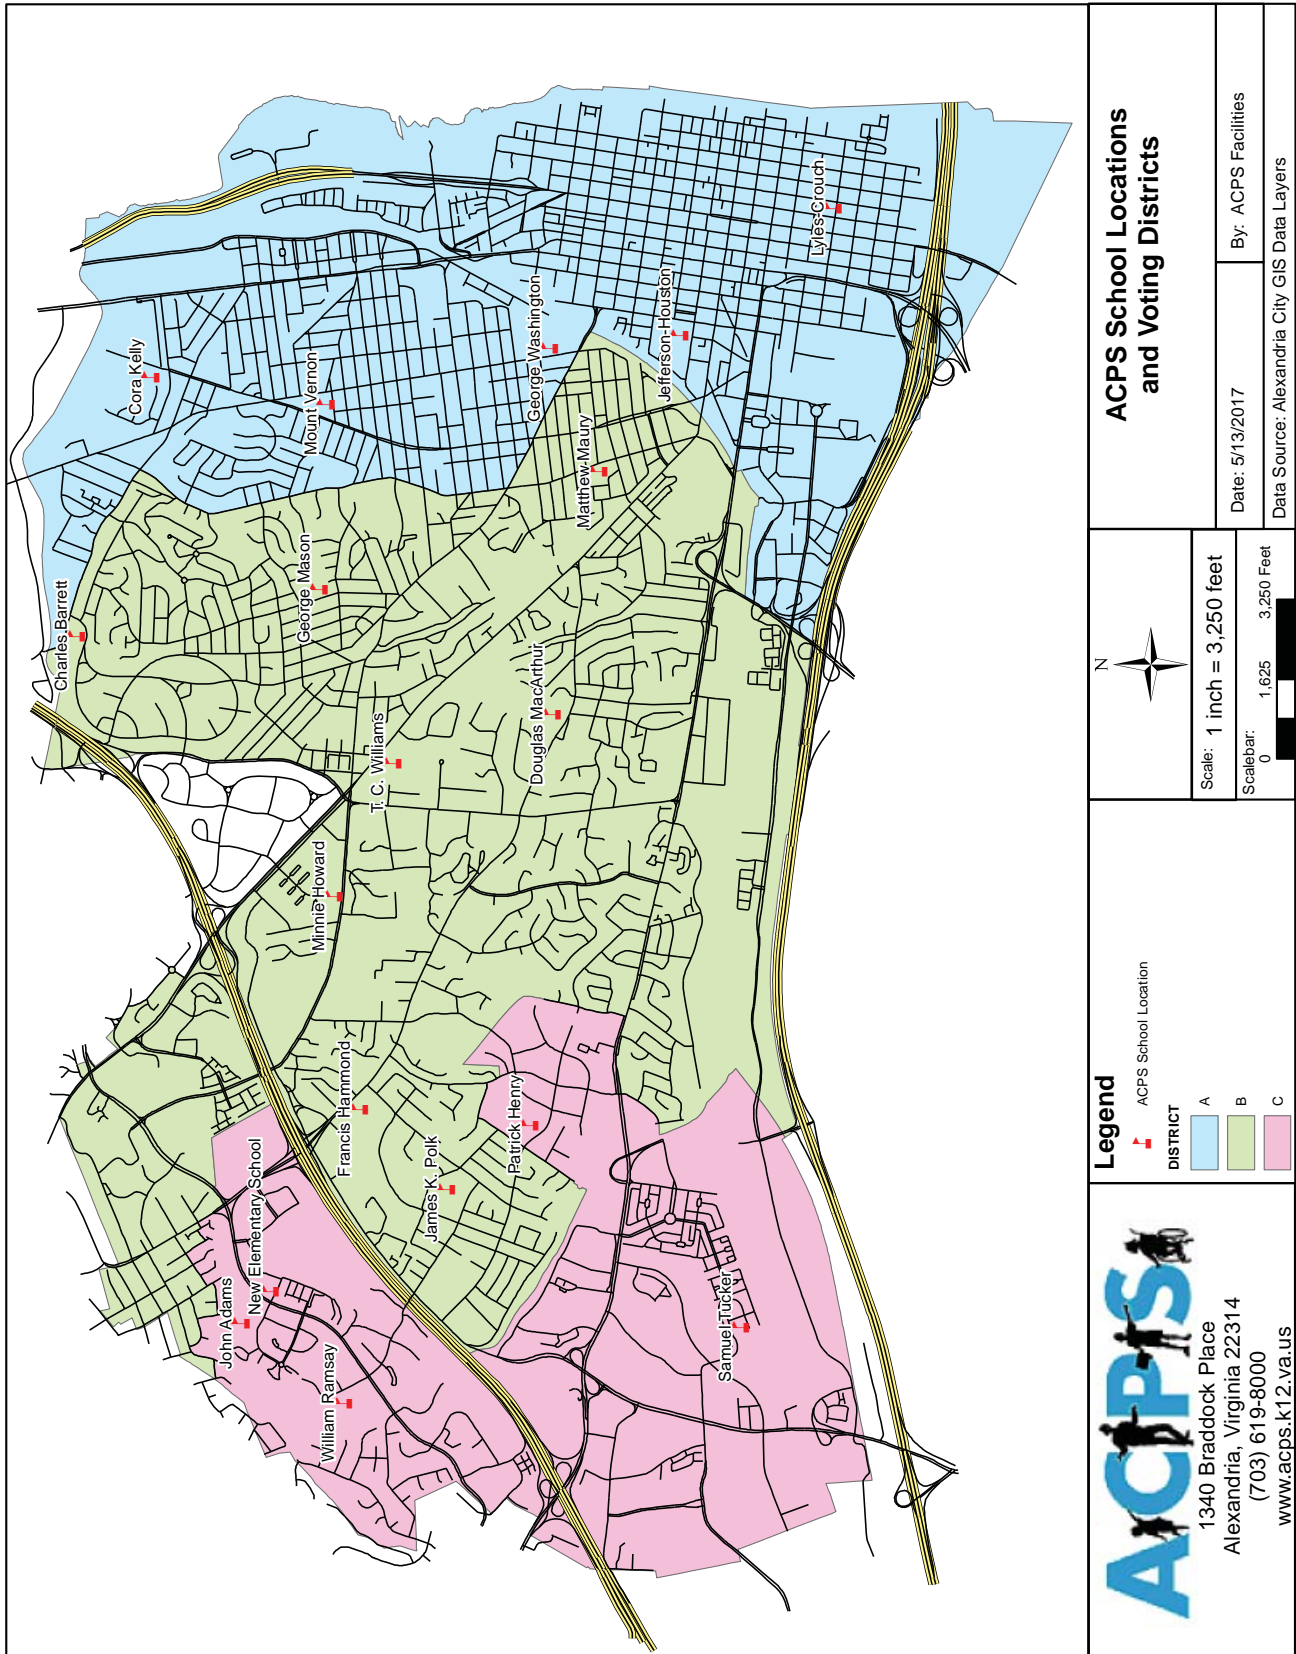 Cora Kelly
Mount Vernon
George Washington
Jefferson-Houston
Lyles-Crouch
Charles Barrett
George Mason
Matthew Maury
T. C. Williams
Douglas MacArthur
Minnie Howard
Francis Hammond
James K. Polk
Patrick Henry
New Elementary School
John Adams
William Ramsay
Samuel Tucker
ACPS
1340 Braddock Place
Alexandria, Virginia 22314
(703) 619-8000
www.acps.k12.va.us
Legend
ACPS School Location
DISTRICT
A
B
C
N
Scale: 1 inch = 3,250 feet
Scalebar:
0 1,625 3,250 Feet
ACPS School Locations
and Voting Districts
Date: 5/13/2017
By: ACPS Facilities
Data Source: Alexandria City GIS Data Layers